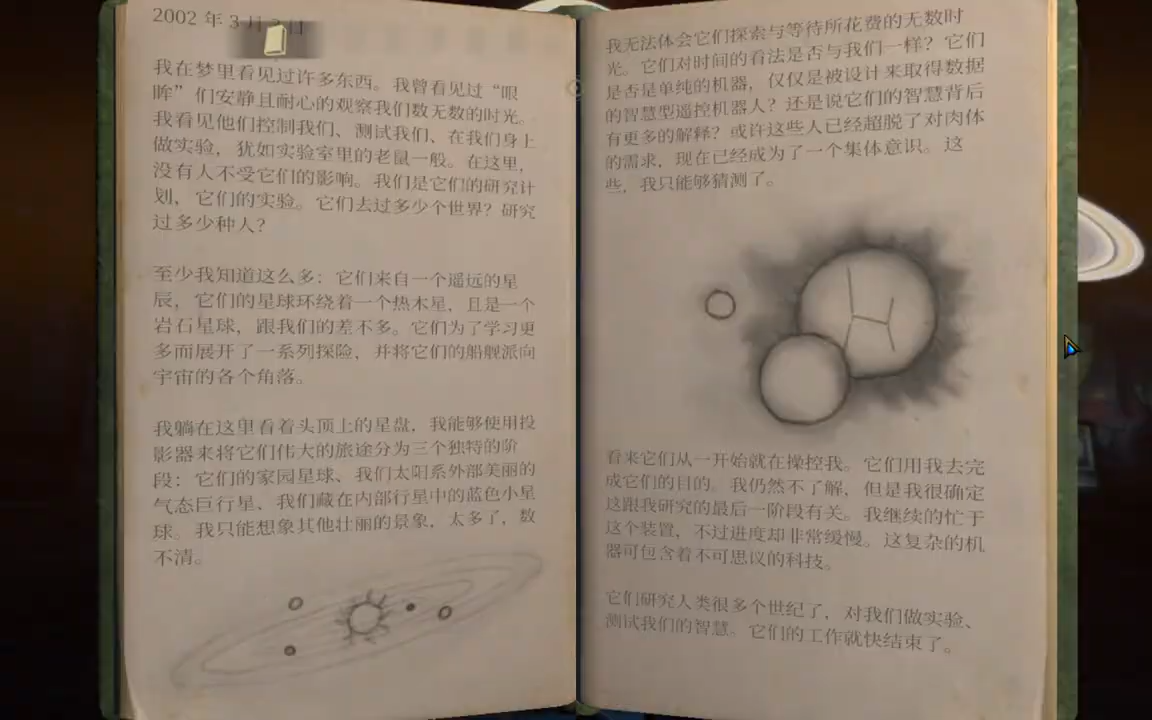 2002 年 3 月
我在梦里看见过许多东西。我曾看见过“眼
眸”们安静且耐心的观察我们数无数的时光。
我看见他们控制我们、测试我们、在我们身上
做实验，犹如实验室里的老鼠一般。在这里，
没有人不受它们的影响。我们是它们的研究计
划，它们的实验。它们去过多少个世界？研究
过多少种人？
至少我知道这么多：它们来自一个遥远的星
辰，它们的星球环绕着一个热木星，且是一个
岩石星球，跟我们的差不多。它们为了学习更
多而展开了一系列探险，并将它们的船舰派向
宇宙的各个角落。
我躺在这里看着头顶上的星盘，我能够使用投
影器来将它们伟大的旅途分为三个独特的阶
段：它们的家园星球、我们太阳系外部美丽的
气态巨行星、我们藏在内部行星中的蓝色小星
球。我只能想象其他壮丽的景象，太多了，数
不清。
我无法体会它们探索与等待所花费的无数时
光。它们对时间的看法是否与我们一样？它们
是否是单纯的机器，仅仅是被设计来取得数据
的智慧型遥控机器人？还是说它们的智慧背后
有更多的解释？或许这些人已经超脱了对肉体
的需求，现在已经成为了一个集体意识。这
些，我只能够猜测了。
看来它们从一开始就在操控我。它们用我去完
成它们的目的。我仍然不了解，但是我很确定
这跟我研究的最后一阶段有关。我继续的忙于
这个装置，不过进度却非常缓慢。这复杂的机
器可包含着不可思议的科技。
它们研究人类很多个世纪了，对我们做实验、
测试我们的智慧。它们的工作就快结束了。